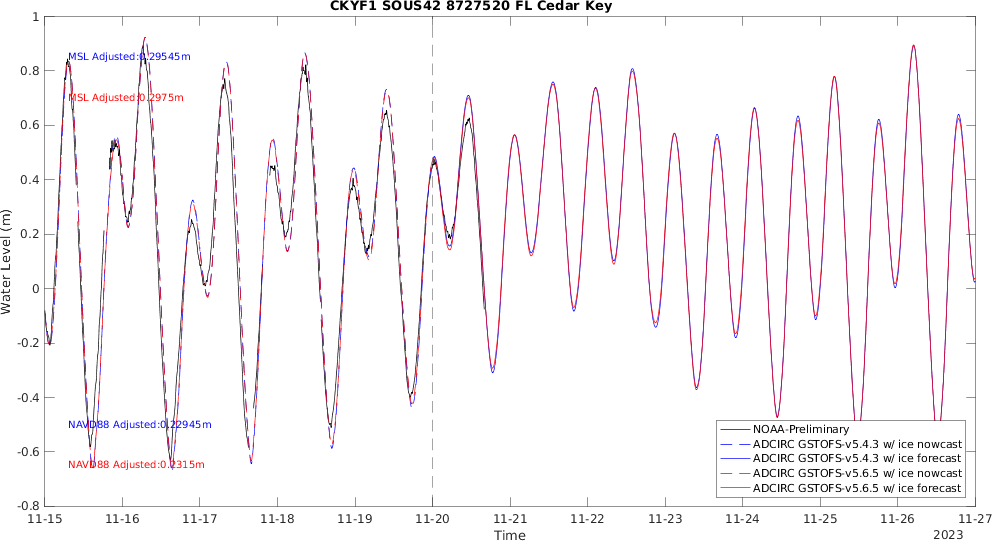 CKYF1 SOUS42 8727520 FL Cedar Key
1
0.8
0.6
0.4
0.2
0
-0.2
-0.4
-0.6
-0.8
Water Level (m)
MSL Adjusted:0.29545m
MSL Adjusted:0.2975m
NAVD88 Adjusted:0.22945m
NAVD88 Adjusted:0.2315m
NOAA-Preliminary
ADCIRC GSTOFS-v5.4.3 w/ ice nowcast
ADCIRC GSTOFS-v5.4.3 w/ ice forecast
ADCIRC GSTOFS-v5.6.5 w/ ice nowcast
ADCIRC GSTOFS-v5.6.5 w/ ice forecast
11-15 11-16 11-17 11-18 11-19 11-20 11-21 11-22 11-23 11-24 11-25 11-26 11-27
Time
2023